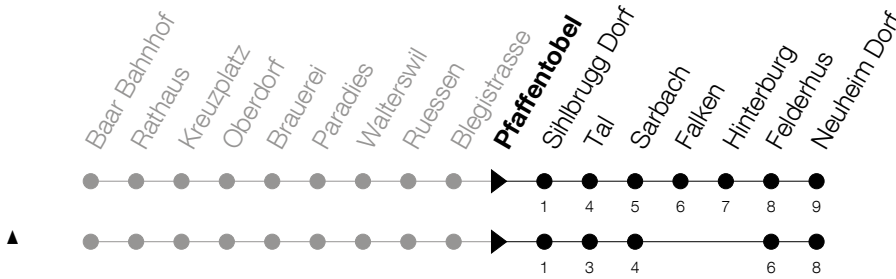 Baar Bahnhof
Rathaus
Kreuzplatz
Oberdorf
Brauerei
Paradies
Walterswil
Ruessen
Blegistrasse
Pfaffentobel
Sihlbrugg Dorf
Tal
Sarbach
Falken
Hinterburg
Felderhus
Neuheim Dorf
1 4 5 6 7 8 9
1 3 4 6 8